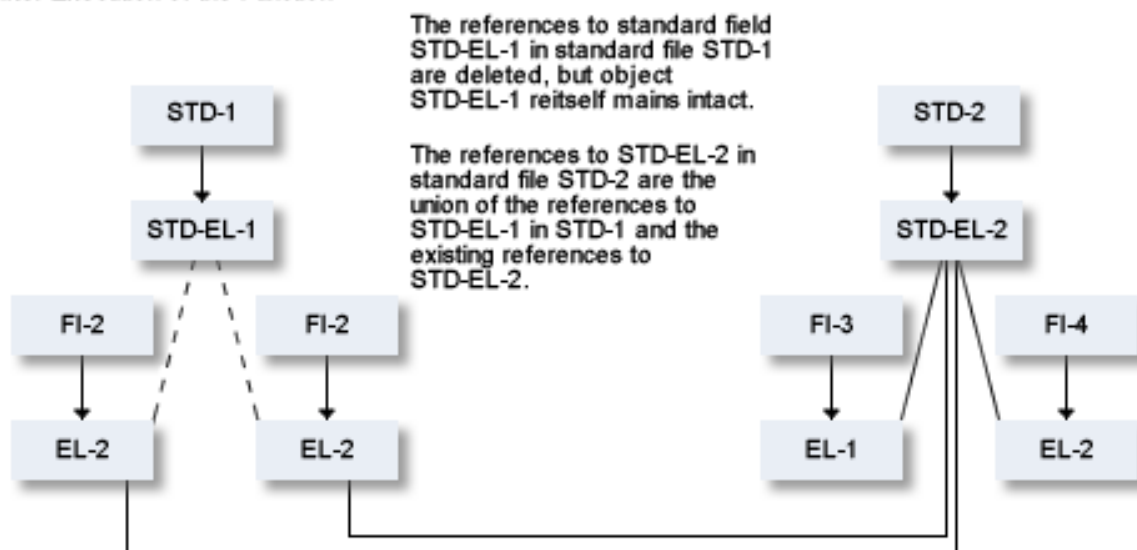 The references to standard field
STD-EL-1 in standard file STD-1
are deleted, but object
STD-EL-1 reitself mains intact.
The references to STD-EL-2 in
standard file STD-2 are the
union of the references to
STD-EL-1 in STD-1 and the
existing references to
STD-EL-2.
STD-1
STD-2
STD-EL-1
STD-EL-2
FI-2
FI-2
FI-3
FI-4
EL-2
EL-2
EL-1
EL-2